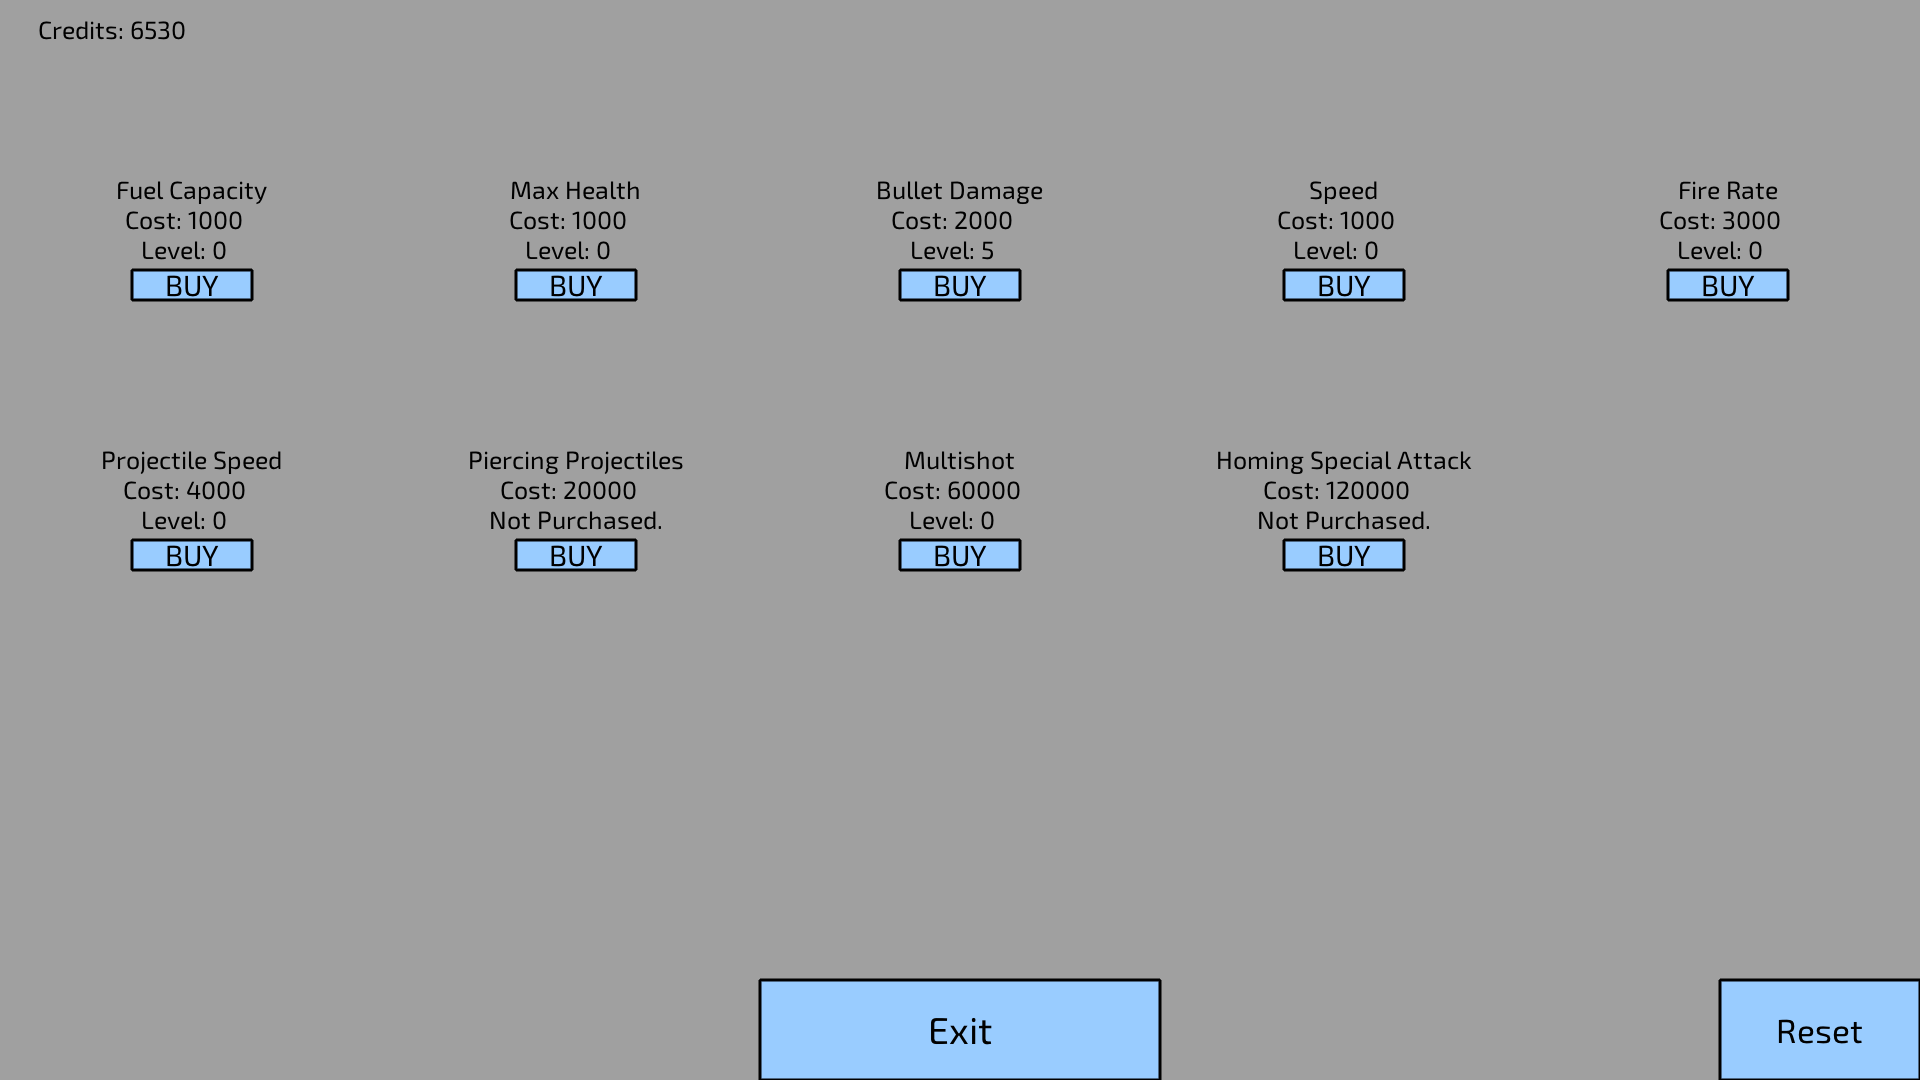 Credits: 6530
Fuel Capacity
Cost: 1000
Level: 0
BUY
Max Health
Cost: 1000
Level: 0
BUY
Bullet Damage
Cost: 2000
Level: 5
BUY
Speed
Cost: 1000
Level: 0
BUY
Fire Rate
Cost: 3000
Level: 0
BUY
Projectile Speed
Cost: 4000
Level: 0
BUY
Piercing Projectiles
Cost: 20000
Not Purchased.
BUY
Multishot
Cost: 60000
Level: 0
BUY
Homing Special Attack
Cost: 120000
Not Purchased.
BUY
Exit
Reset